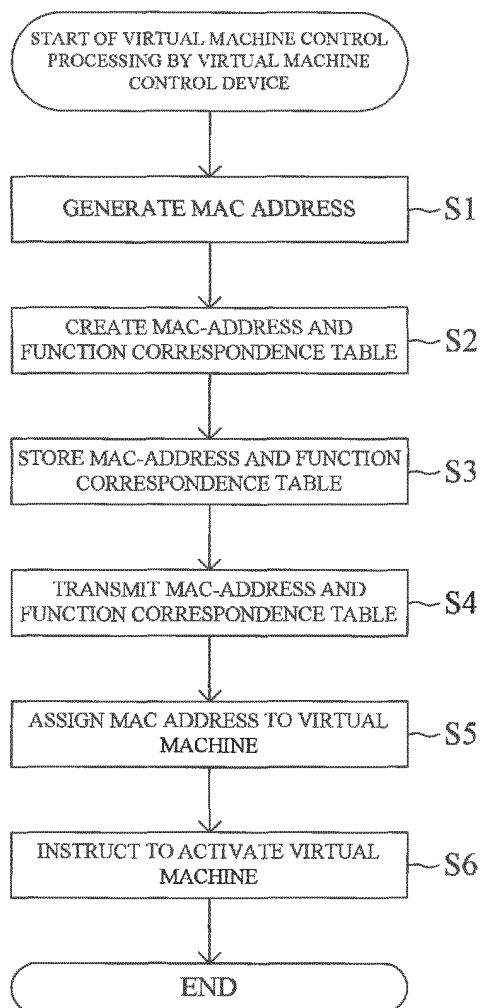 START OF VIRTUAL MACHINE CONTROL
PROCESSING BY VIRTUAL MACHINE
CONTROL DEVICE
GENERATE MAC ADDRESS
S1
CREATE MAC-ADDRESS AND
FUNCTION CORRESPONDENCE TABLE
S2
STORE MAC-ADDRESS AND FUNCTION
CORRESPONDENCE TABLE
S3
TRANSMIT MAC-ADDRESS AND
FUNCTION CORRESPONDENCE TABLE
S4
ASSIGN MAC ADDRESS TO VIRTUAL
MACHINE
S5
INSTRUCT TO ACTIVATE VIRTUAL
MACHINE
S6
END